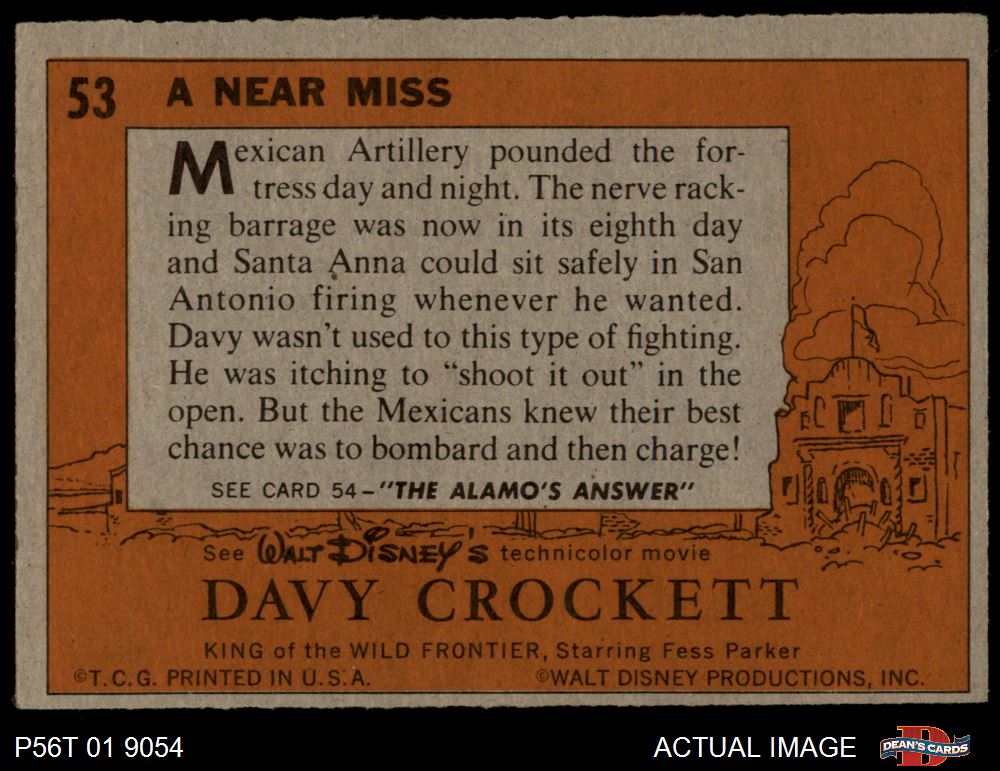 53 A NEAR MISS
Mexican Artillery pounded the for-
tress day and night. The nerve rack-
ing barrage was now in its eighth day
and Santa Anna could sit safely in San
Antonio firing whenever he wanted.
Davy wasn't used to this type of fighting.
He was itching to "shoot it out" in the
open. But the Mexicans knew their best
chance was to bombard and then charge!
SEE CARD 54-"THE ALAMO'S ANSWER"
See WALT DISNEY'S technicolor movie
DAVY CROCKETT
KING of the WILD FRONTIER, Starring Fess Parker
©T.C.G. PRINTED IN U.S.A. ©WALT DISNEY PRODUCTIONS, INC.
P56T 01 9054 ACTUAL IMAGE DEAN'S CARDS